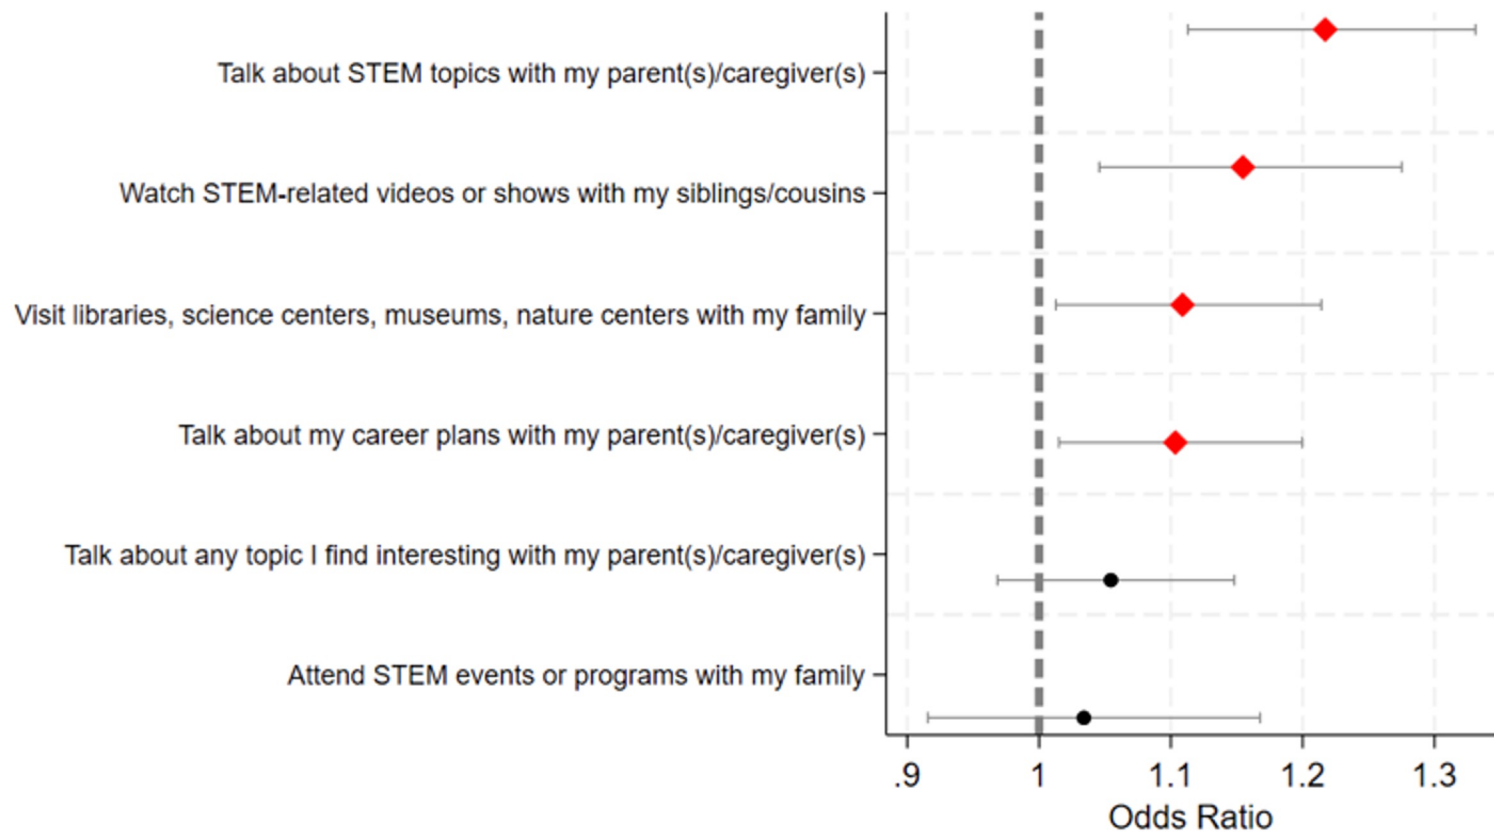 Talk about STEM topics with my parent(s)/caregiver(s)
Watch STEM-related videos or shows with my siblings/cousins
Visit libraries, science centers, museums, nature centers with my family
Talk about my career plans with my parent(s)/caregiver(s)
Talk about any topic I find interesting with my parent(s)/caregiver(s)
Attend STEM events or programs with my family
.9 1 1.1 1.2 1.3
Odds Ratio